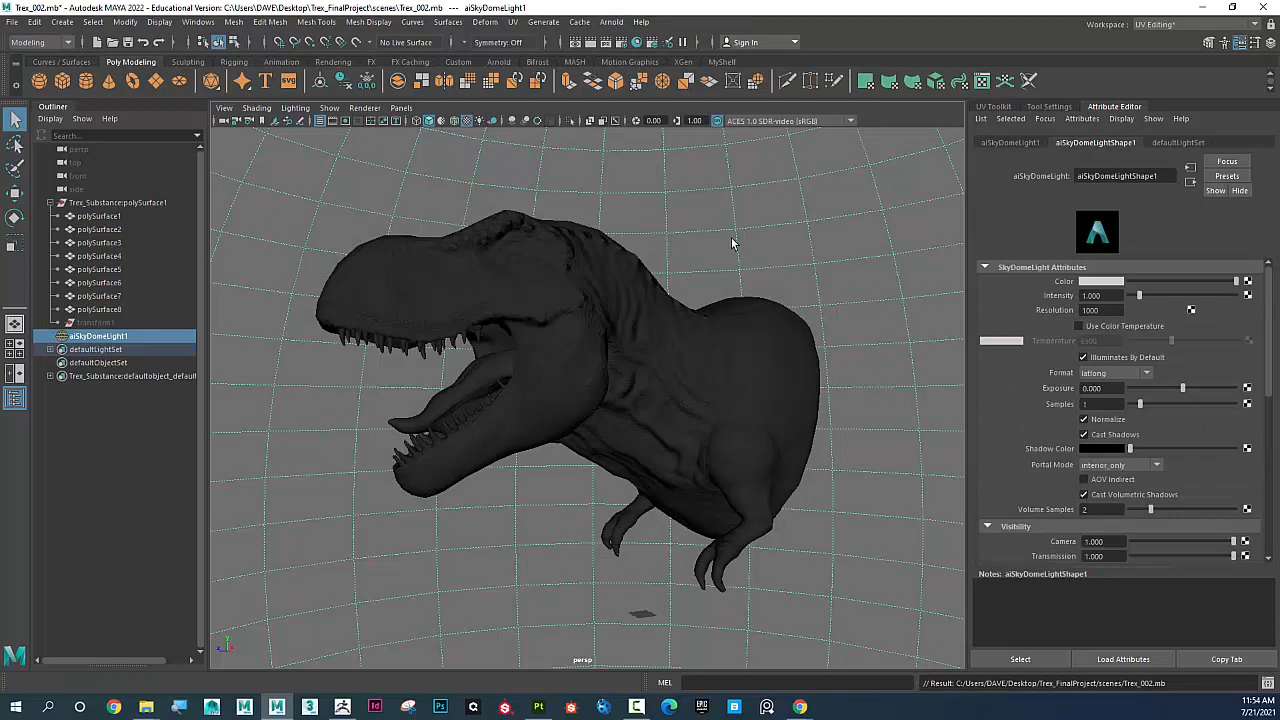 Trex_002.mb* - Autodesk MAYA 2022 - Educational Version: C:\Users\DAVE\Desktop\Trex_FinalProject\scenes\Trex_002.mb --- aiSkyDomeLight1
File Edit Create Select Modify Display Windows Mesh Edit Mesh Mesh Tools Mesh Display Curves Surfaces Deform UV Generate Cache Arnold Help
Workspace : UV Editing*
Modeling No Live Surface Symmetry: Off Sign In
Curves / Surfaces Poly Modeling Sculpting Rigging Animation Rendering FX FX Caching Custom Arnold Bifrost MASH Motion Graphics XGen MyShelf
SVG
0,0,0
Outliner
Display Show Help
Search...
persp
top
front
side
Trex_Substance:polySurface1
polySurface1
polySurface2
polySurface3
polySurface4
polySurface5
polySurface6
polySurface7
polySurface8
transform1
aiSkyDomeLight1
defaultLightSet
defaultObjectSet
Trex_Substance:defaultobject_default
View Shading Lighting Show Renderer Panels
0.00 1.00 ACES 1.0 SDR-video (sRGB)
persp
UV Toolkit Tool Settings Attribute Editor
List Selected Focus Attributes Display Show Help
aiSkyDomeLight1 aiSkyDomeLightShape1 defaultLightSet
Focus
aiSkyDomeLight: aiSkyDomeLightShape1
Presets
Show Hide
SkyDomeLight Attributes
Color
Intensity 1.000
Resolution 1000
Use Color Temperature
Temperature 6500
Illuminates By Default
Format latlong
Exposure 0.000
Samples 1
Normalize
Cast Shadows
Shadow Color
Portal Mode interior_only
AOV Indirect
Cast Volumetric Shadows
Volume Samples 2
Visibility
Camera 1.000
Transmission 1.000
Notes: aiSkyDomeLightShape1
Select Load Attributes Copy Tab
MEL // Result: C:/Users/DAVE/Desktop/Trex_FinalProject/scenes/Trex_002.mb
11:54 AM
7/21/2021